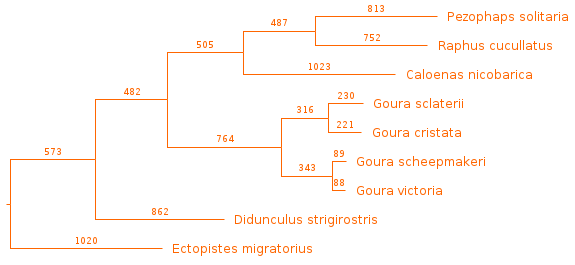 813
Pezophaps solitaria
487
752
Raphus cucullatus
505
1023
Caloenas nicobarica
482
230
Goura sclaterii
316
221
Goura cristata
764
89
Goura scheepmakeri
573
343
88
Goura victoria
862
Didunculus strigirostris
1020
Ectopistes migratorius